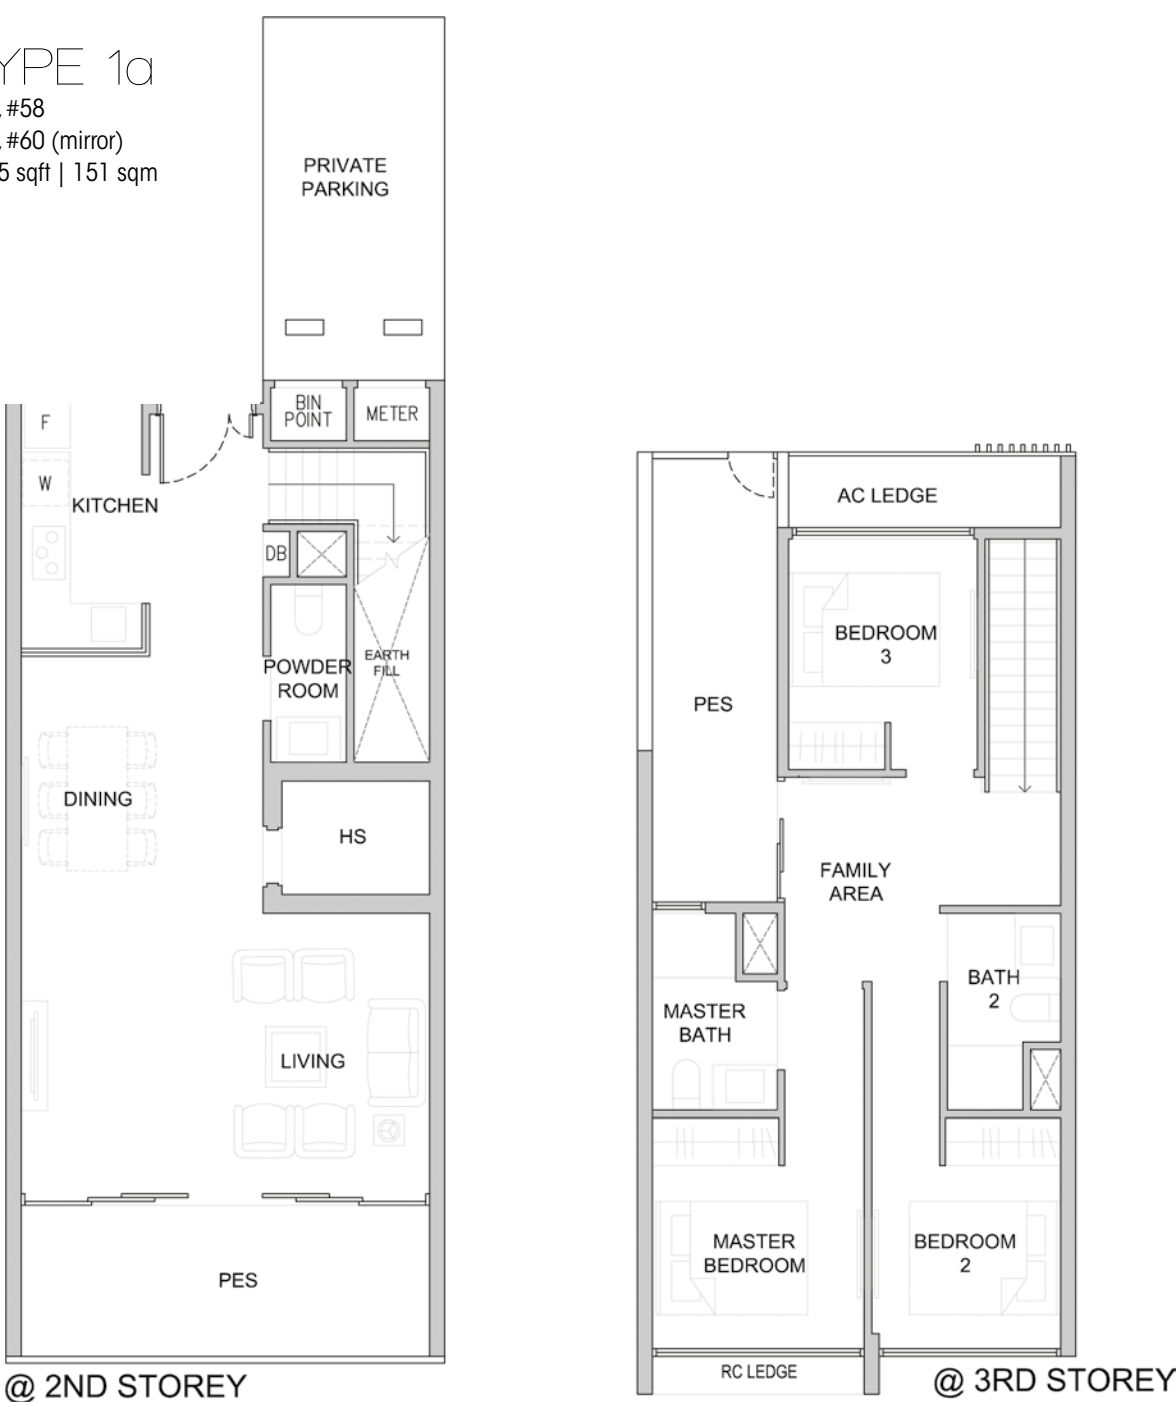 YPE 1a
, #58
, #60 (mirror)
5 sqft | 151 sqm
PRIVATE
PARKING
BIN
POINT
METER
F
W
KITCHEN
DB
POWDER
ROOM
EARTH
FILL
DINING
HS
LIVING
PES
@ 2ND STOREY
AC LEDGE
BEDROOM
3
PES
FAMILY
AREA
BATH
2
MASTER
BATH
MASTER
BEDROOM
BEDROOM
2
RC LEDGE
@ 3RD STOREY